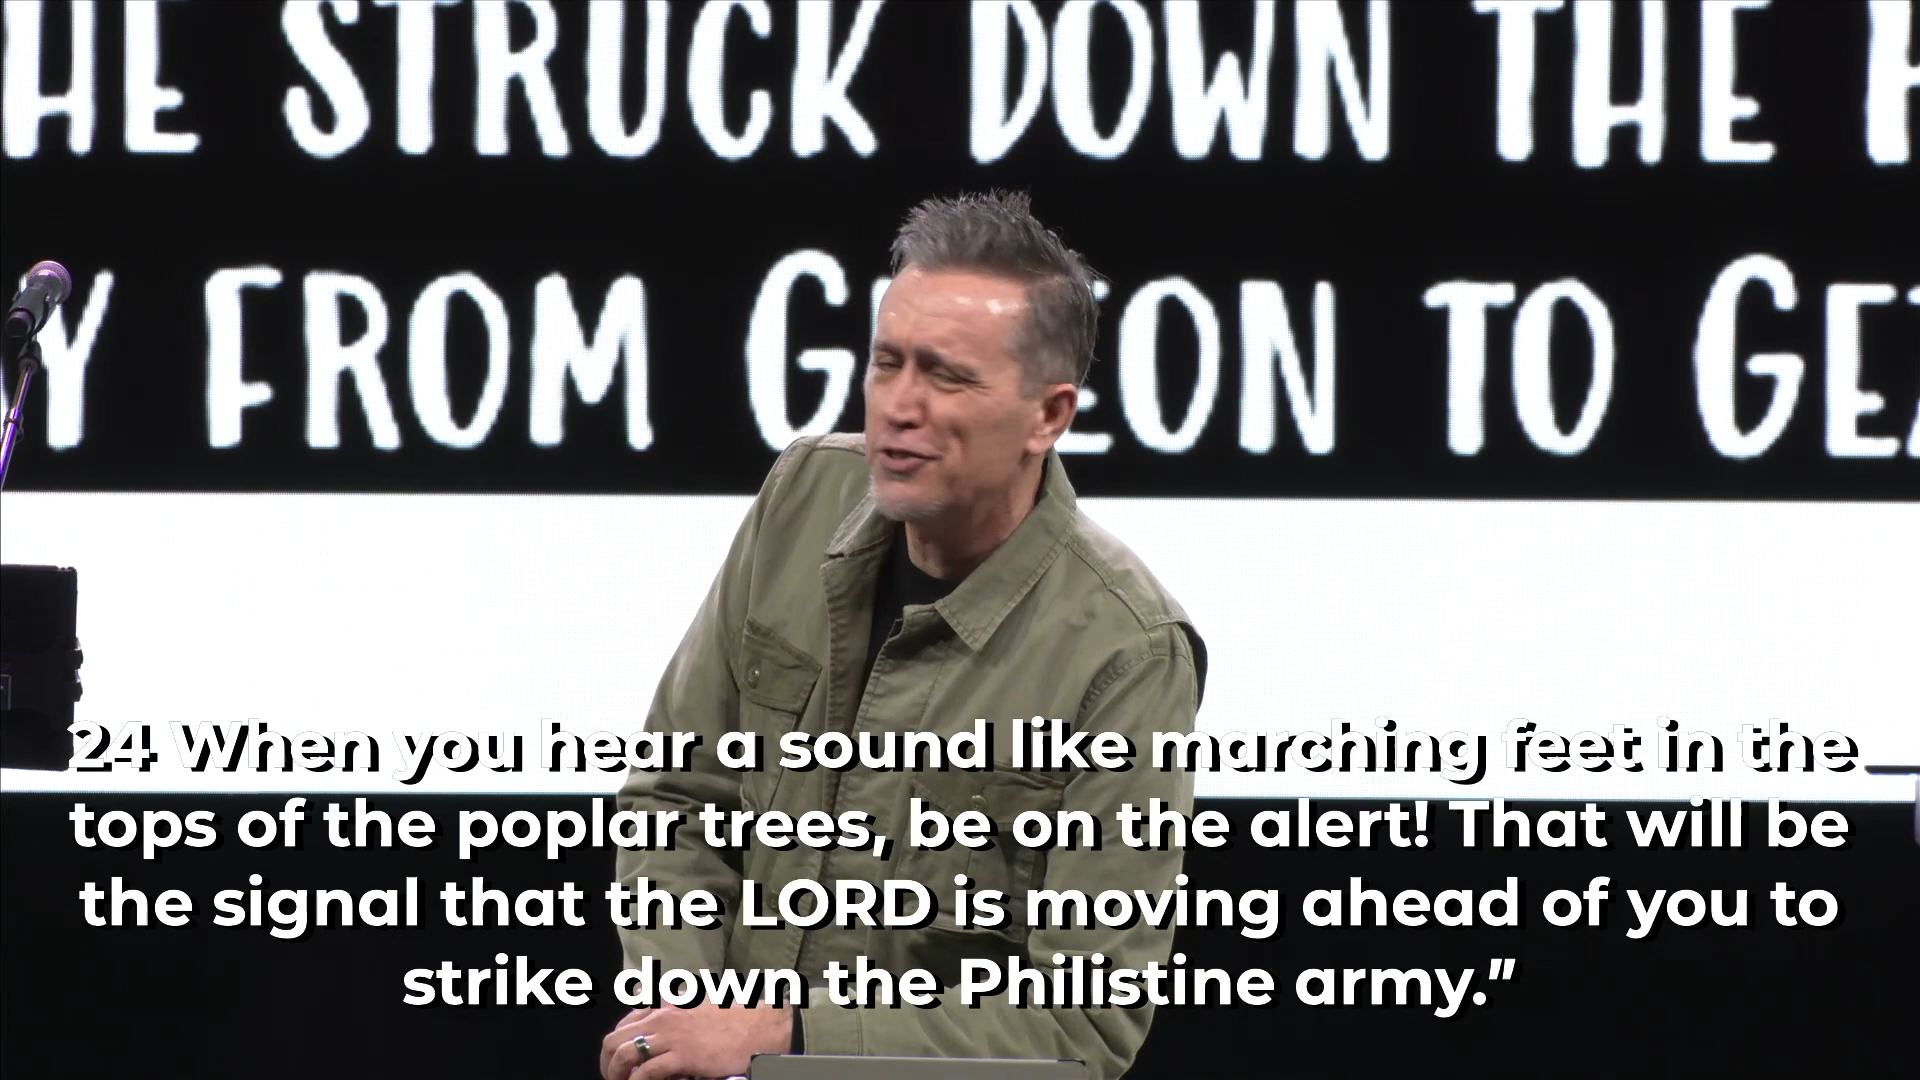 HE STRUCK DOWN THE
Y FROM G EON TO GE
24 When you hear a sound like marching feet in the
tops of the poplar trees, be on the alert! That will be
the signal that the LORD is moving ahead of you to
strike down the Philistine army.”